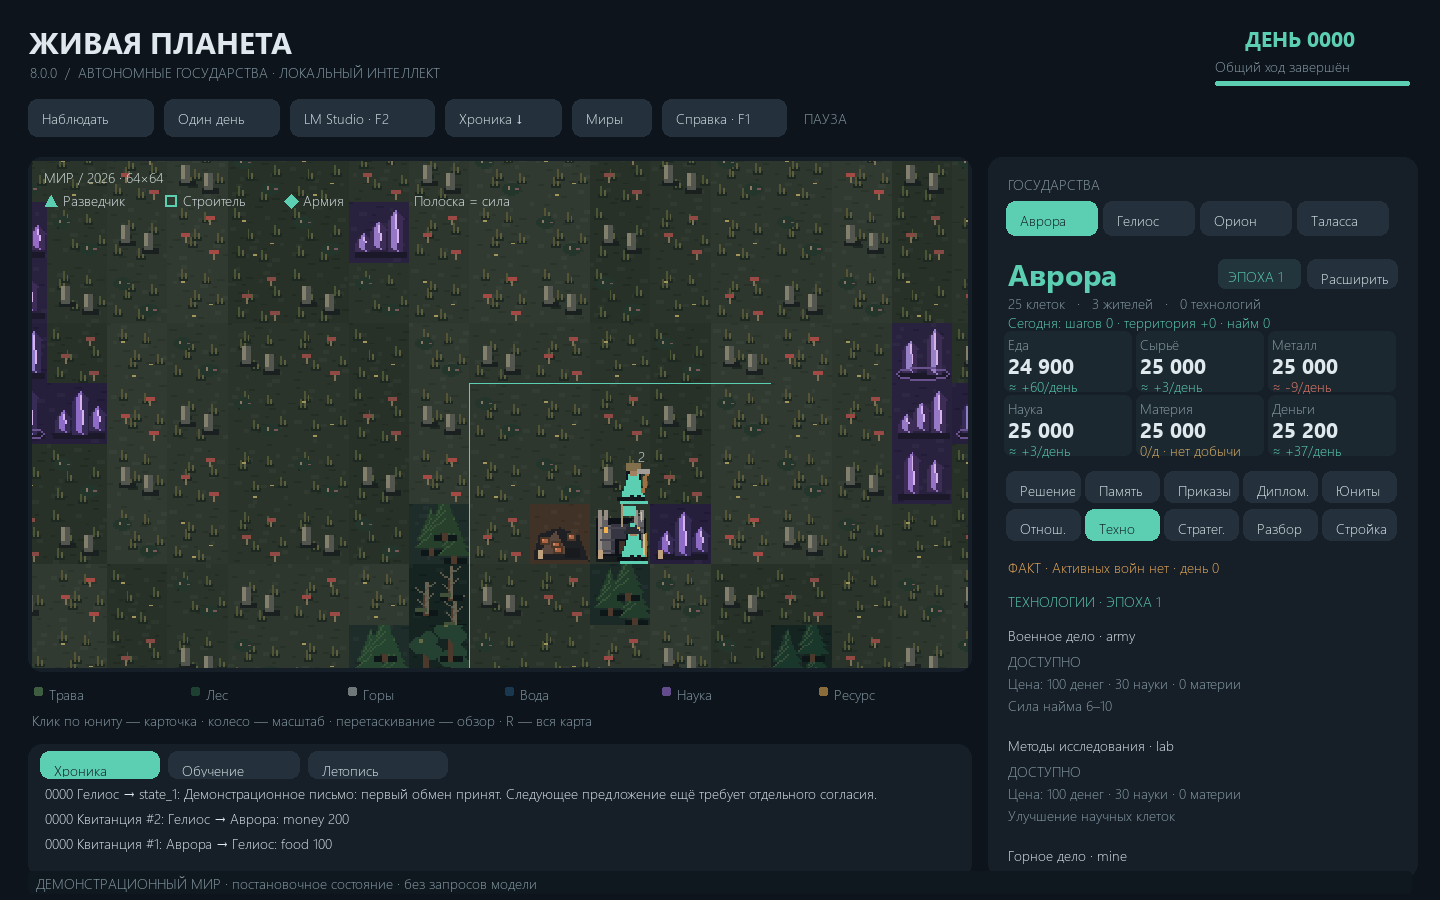 ЖИВАЯ ПЛАНЕТА
8.0.0 / АВТОНОМНЫЕ ГОСУДАРСТВА · ЛОКАЛЬНЫЙ ИНТЕЛЛЕКТ
ДЕНЬ 0000
Общий ход завершён
Наблюдать
Один день
LM Studio · F2
Хроника ↓
Миры
Справка · F1
ПАУЗА
МИР / 2026 · 64×64
Разведчик
Строитель
Армия
Полоска = сила
2
Трава
Лес
Горы
Вода
Наука
Ресурс
Клик по юниту — карточка · колесо — масштаб · перетаскивание — обзор · R — вся карта
Хроника
Обучение
Летопись
0000 Гелиос → state_1: Демонстрационное письмо: первый обмен принят. Следующее предложение ещё требует отдельного согласия.
0000 Квитанция #2: Гелиос → Аврора: money 200
0000 Квитанция #1: Аврора → Гелиос: food 100
ДЕМОНСТРАЦИОННЫЙ МИР · постановочное состояние · без запросов модели
ГОСУДАРСТВА
Аврора
Гелиос
Орион
Таласса
Аврора
ЭПОХА 1
Расширить
25 клеток · 3 жителей · 0 технологий
Сегодня: шагов 0 · территория +0 · найм 0
Еда
24 900
≈ +60/день
Сырьё
25 000
≈ +3/день
Металл
25 000
≈ -9/день
Наука
25 000
≈ +3/день
Материя
25 000
0/д · нет добычи
Деньги
25 200
≈ +37/день
Решение
Память
Приказы
Диплом.
Юниты
Отнош.
Техно
Стратег.
Разбор
Стройка
ФАКТ · Активных войн нет · день 0
ТЕХНОЛОГИИ · ЭПОХА 1
Военное дело · army
ДОСТУПНО
Цена: 100 денег · 30 науки · 0 материи
Сила найма 6–10
Методы исследования · lab
ДОСТУПНО
Цена: 100 денег · 30 науки · 0 материи
Улучшение научных клеток
Горное дело · mine